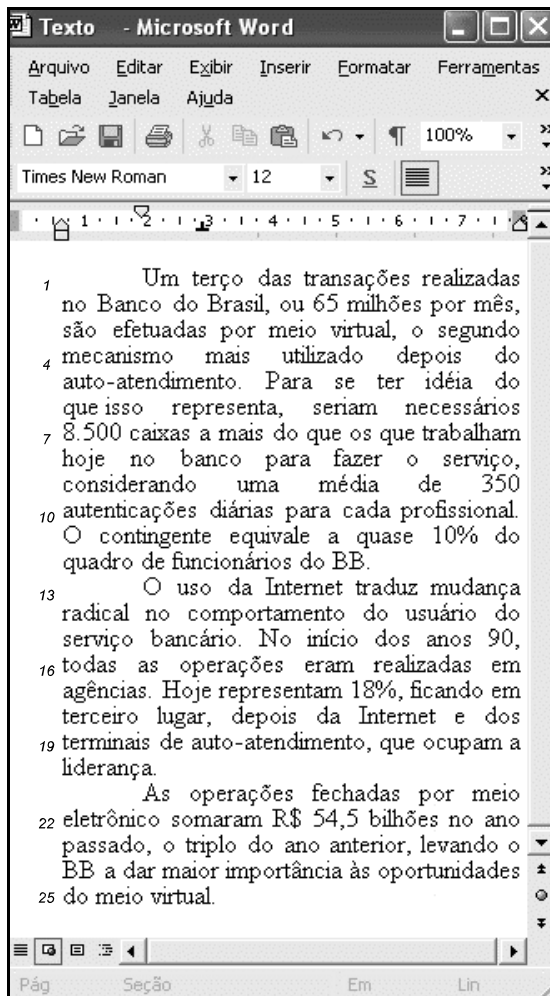 Texto - Microsoft Word
Arquivo Editar Exibir Inserir Formatar Ferramentas
Tabela Janela Ajuda
100%
Times New Roman 12 S
1 2 3 4 5 6 7
1 Um terço das transações realizadas
no Banco do Brasil, ou 65 milhões por mês,
são efetuadas por meio virtual, o segundo
4 mecanismo mais utilizado depois do
auto-atendimento. Para se ter idéia do
que isso representa, seriam necessários
7 8.500 caixas a mais do que os que trabalham
hoje no banco para fazer o serviço,
considerando uma média de 350
10 autenticações diárias para cada profissional.
O contingente equivale a quase 10% do
quadro de funcionários do BB.
13 O uso da Internet traduz mudança
radical no comportamento do usuário do
serviço bancário. No início dos anos 90,
16 todas as operações eram realizadas em
agências. Hoje representam 18%, ficando em
terceiro lugar, depois da Internet e dos
19 terminais de auto-atendimento, que ocupam a
liderança.
As operações fechadas por meio
22 eletrônico somaram R$ 54,5 bilhões no ano
passado, o triplo do ano anterior, levando o
BB a dar maior importância às oportunidades
25 do meio virtual.
Pág Seção Em Lin